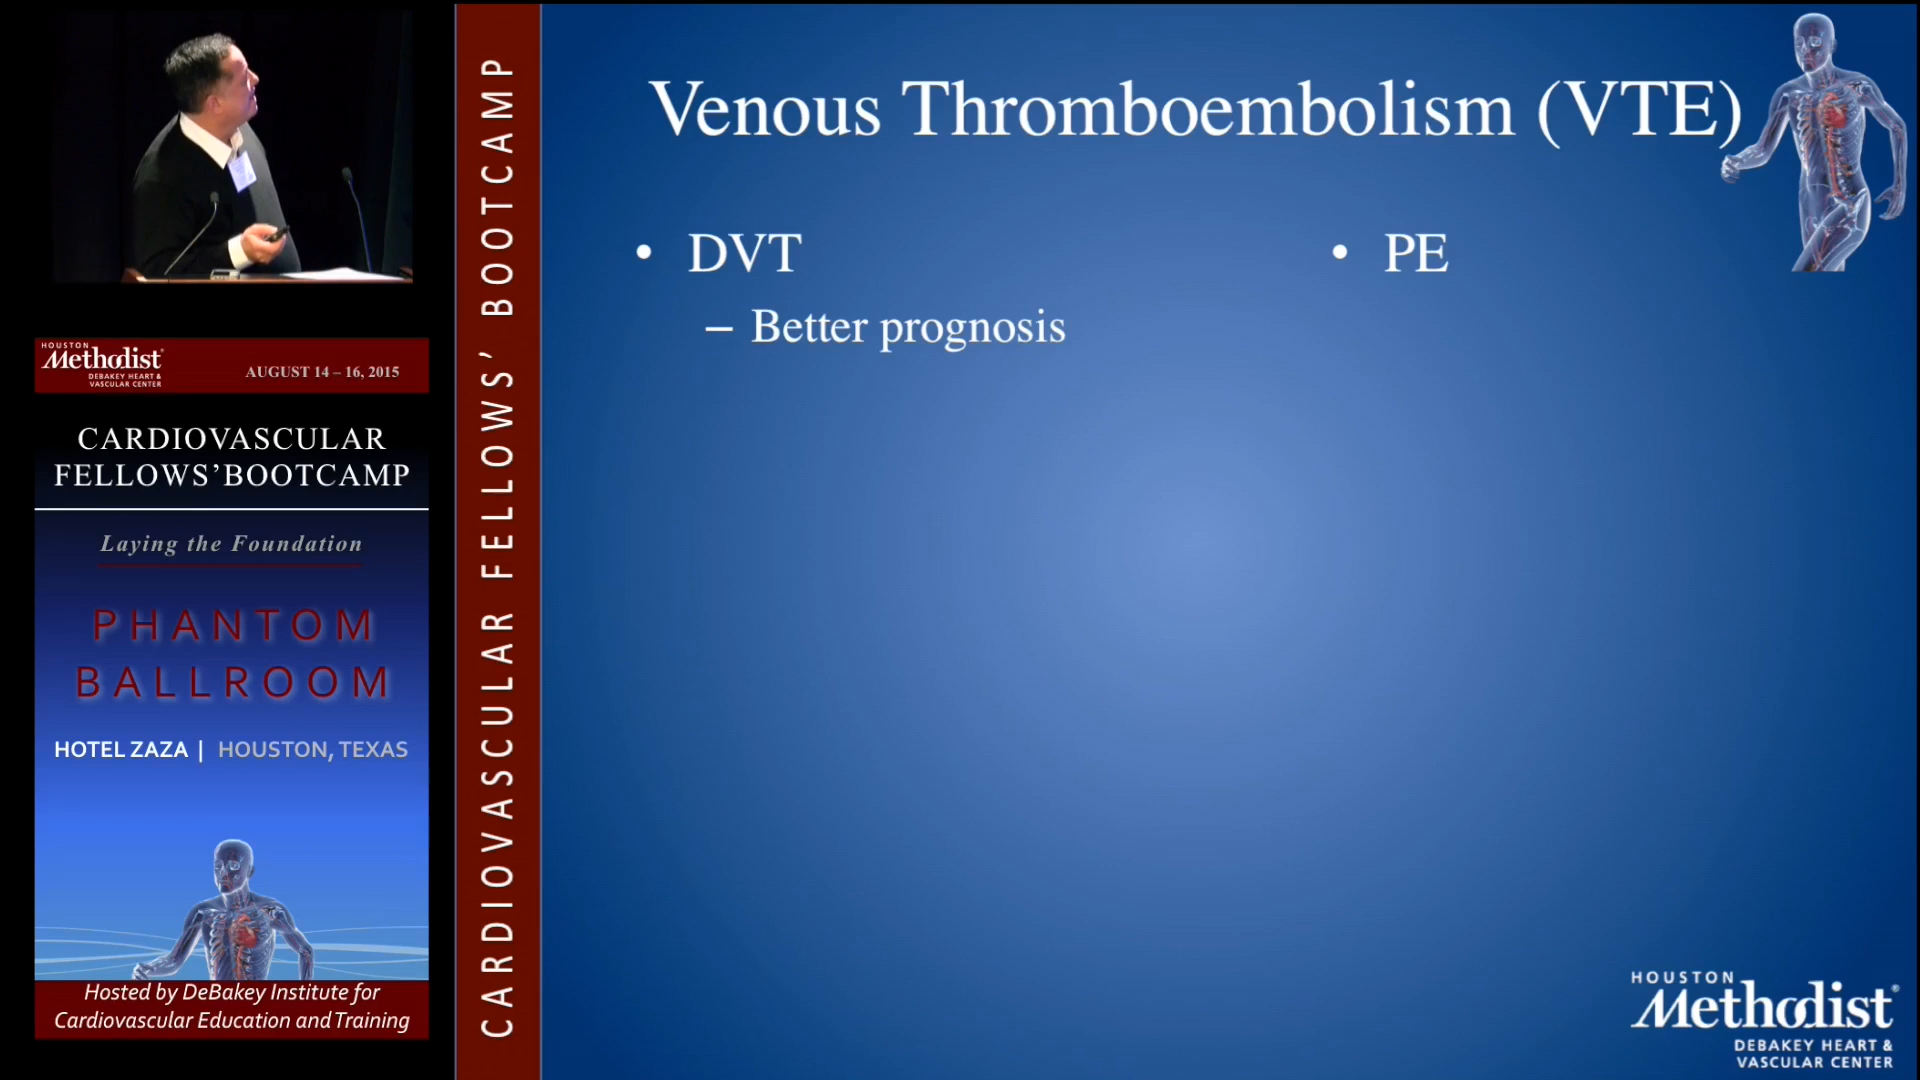 HOUSTON
Methodist
DEBAKEY HEART &
VASCULAR CENTER
AUGUST 14 – 16, 2015
CARDIOVASCULAR
FELLOWS’BOOTCAMP
Laying the Foundation
PHANTOM
BALLROOM
HOTEL ZAZA | HOUSTON, TEXAS
Hosted by DeBakey Institute for
Cardiovascular Education and Training
CARDIOVASCULAR FELLOWS’ BOOTCAMP
Venous Thromboembolism (VTE)
• DVT
– Better prognosis
• PE
HOUSTON
Methodist®
DEBAKEY HEART &
VASCULAR CENTER